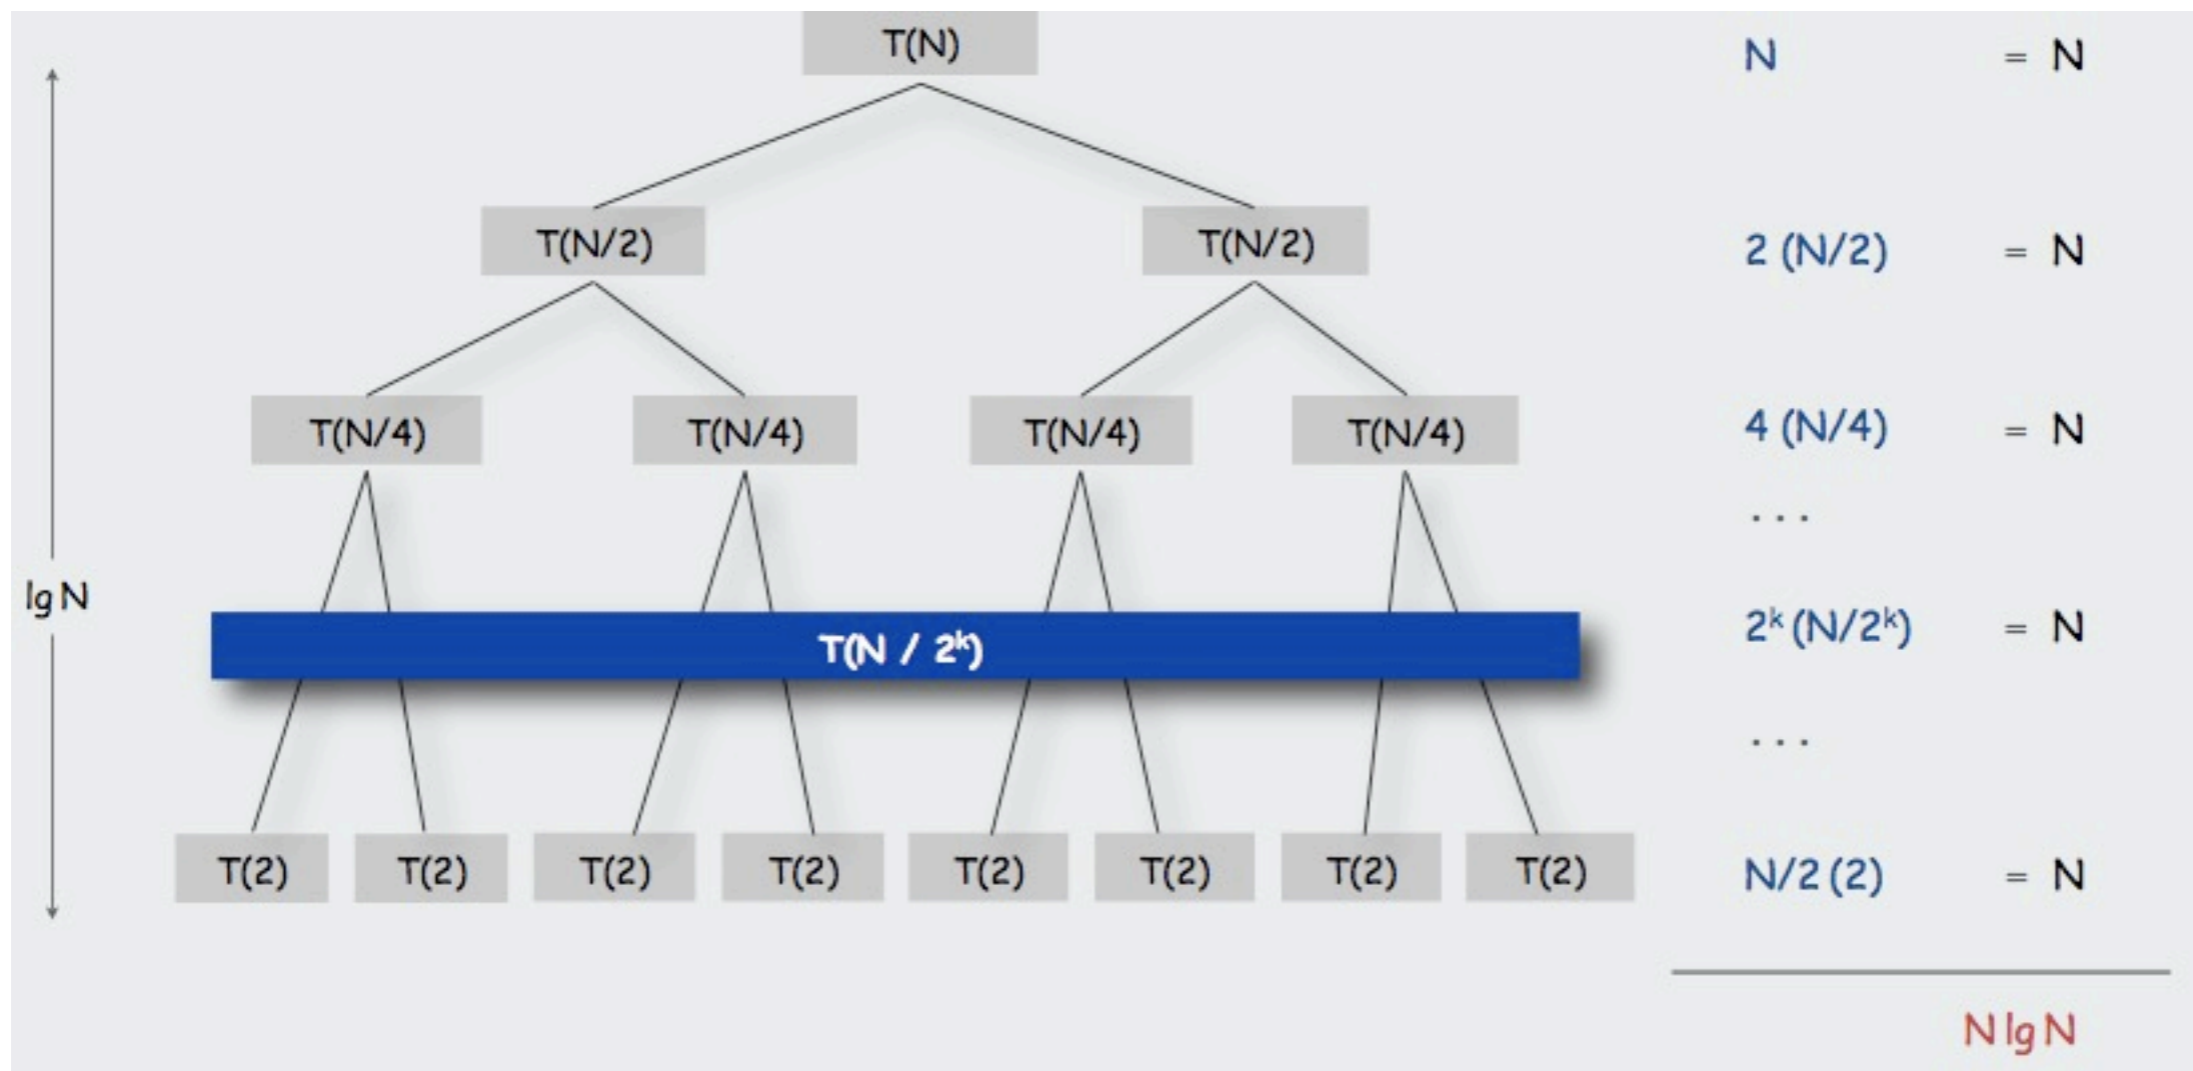 T(N) N = N
T(N/2) T(N/2) 2 (N/2) = N
T(N/4) T(N/4) T(N/4) T(N/4) 4 (N/4) = N
...
lg N
T(N / 2ᵏ) 2ᵏ (N/2ᵏ) = N
...
T(2) T(2) T(2) T(2) T(2) T(2) T(2) T(2) N/2 (2) = N
N lg N